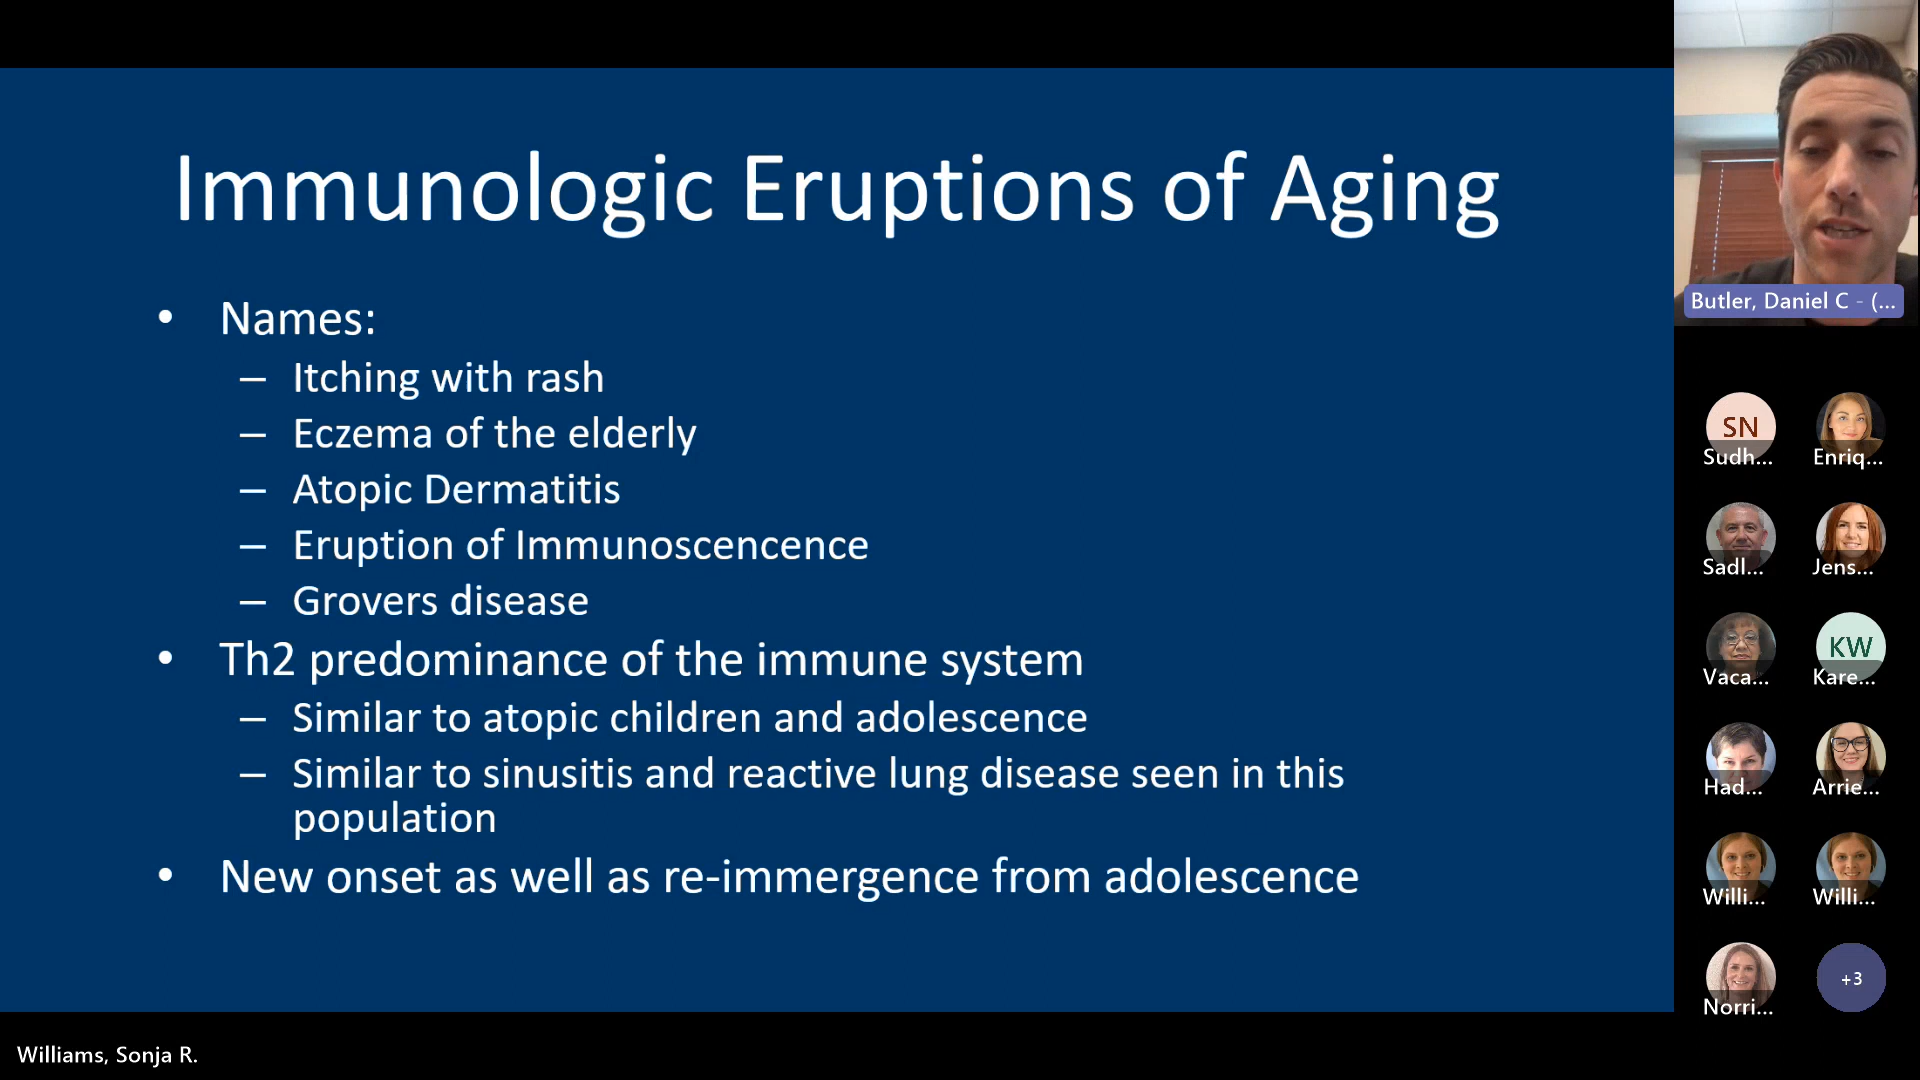 Immunologic Eruptions of Aging
• Names:
– Itching with rash
– Eczema of the elderly
– Atopic Dermatitis
– Eruption of Immunoscencence
– Grovers disease
• Th2 predominance of the immune system
– Similar to atopic children and adolescence
– Similar to sinusitis and reactive lung disease seen in this
population
• New onset as well as re-immergence from adolescence
Butler, Daniel C - (...
SN
Sudh...
Enriq...
Sadl...
Jens...
Vaca...
KW
Kare...
Had...
Arrie...
Willi...
Willi...
Norri...
+3
Williams, Sonja R.